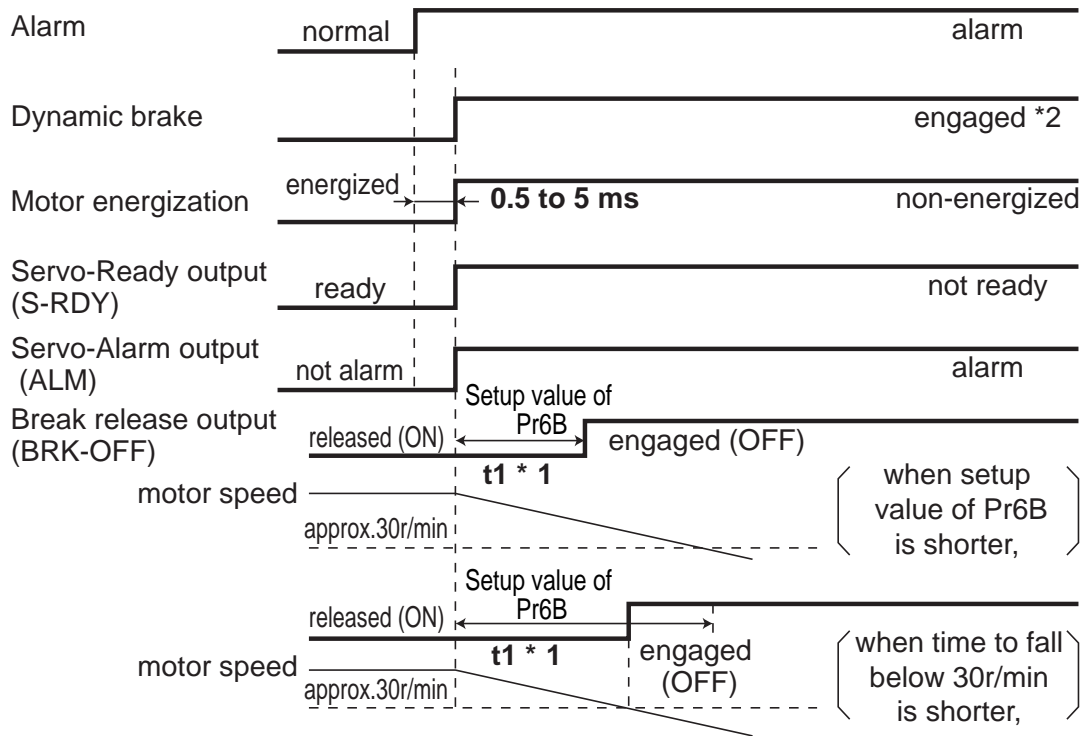 Alarm
normal
alarm
Dynamic brake
engaged *2
Motor energization
energized
0.5 to 5 ms
non-energized
Servo-Ready output
(S-RDY)
ready
not ready
Servo-Alarm output
(ALM)
not alarm
alarm
Break release output
(BRK-OFF)
released (ON)
Setup value of
Pr6B
engaged (OFF)
t1 * 1
motor speed
approx.30r/min
when setup
value of Pr6B
is shorter,
released (ON)
Setup value of
Pr6B
t1 * 1
engaged
(OFF)
motor speed
approx.30r/min
when time to fall
below 30r/min
is shorter,